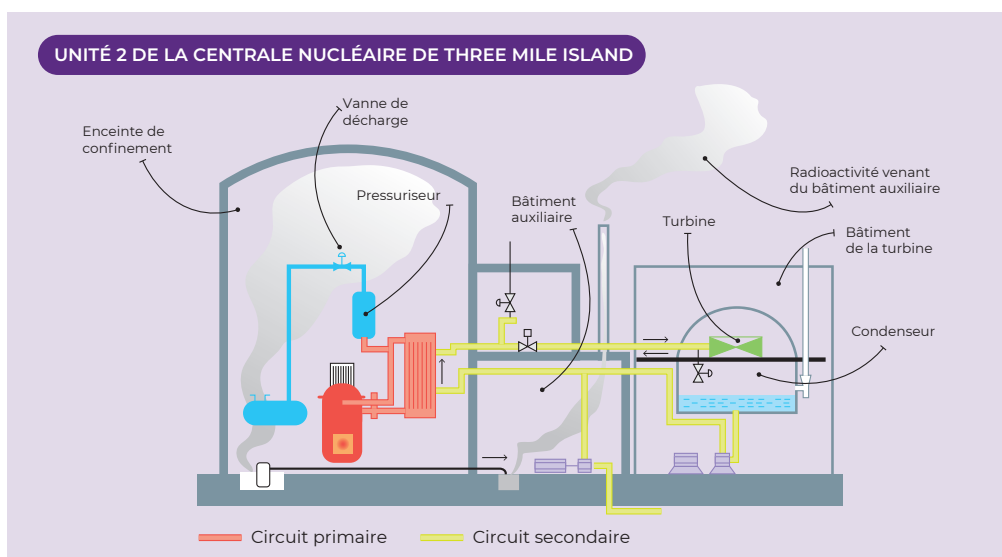 UNITÉ 2 DE LA CENTRALE NUCLÉAIRE DE THREE MILE ISLAND
Vanne de
décharge
Enceinte de
confinement
Pressuriseur
Bâtiment
auxiliaire
Radioactivité venant
du bâtiment auxiliaire
Turbine
Bâtiment
de la turbine
Condenseur
Circuit primaire
Circuit secondaire